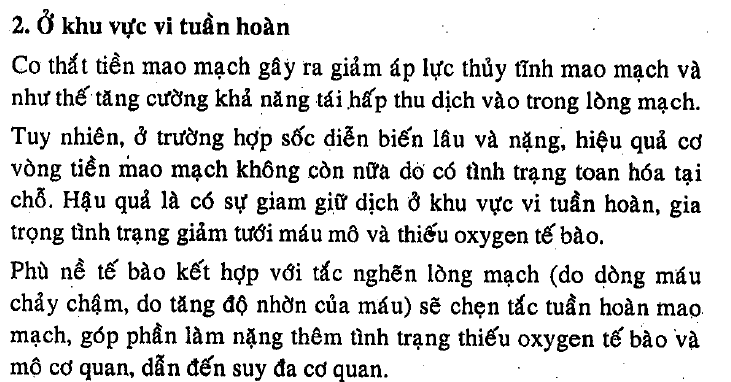 2. Ở khu vực vi tuần hoàn
Co thắt tiền mao mạch gây ra giảm áp lực thủy tĩnh mao mạch và
như thế tăng cường khả năng tái hấp thu dịch vào trong lòng mạch.
Tuy nhiên, ở trường hợp sốc diễn biến lâu và nặng, hiệu quả cơ
vòng tiền mao mạch không còn nữa do có tình trạng toan hóa tại
chỗ. Hậu quả là có sự giam giữ dịch ở khu vực vi tuần hoàn, gia
trọng tình trạng giảm tưới máu mô và thiếu oxygen tế bào.
Phù nề tế bào kết hợp với tắc nghẽn lòng mạch (do dòng máu
chảy chậm, do tăng độ nhờn của máu) sẽ chẹn tắc tuần hoàn mao
mạch, góp phần làm nặng thêm tình trạng thiếu oxygen tế bào và
mô cơ quan, dẫn đến suy đa cơ quan.